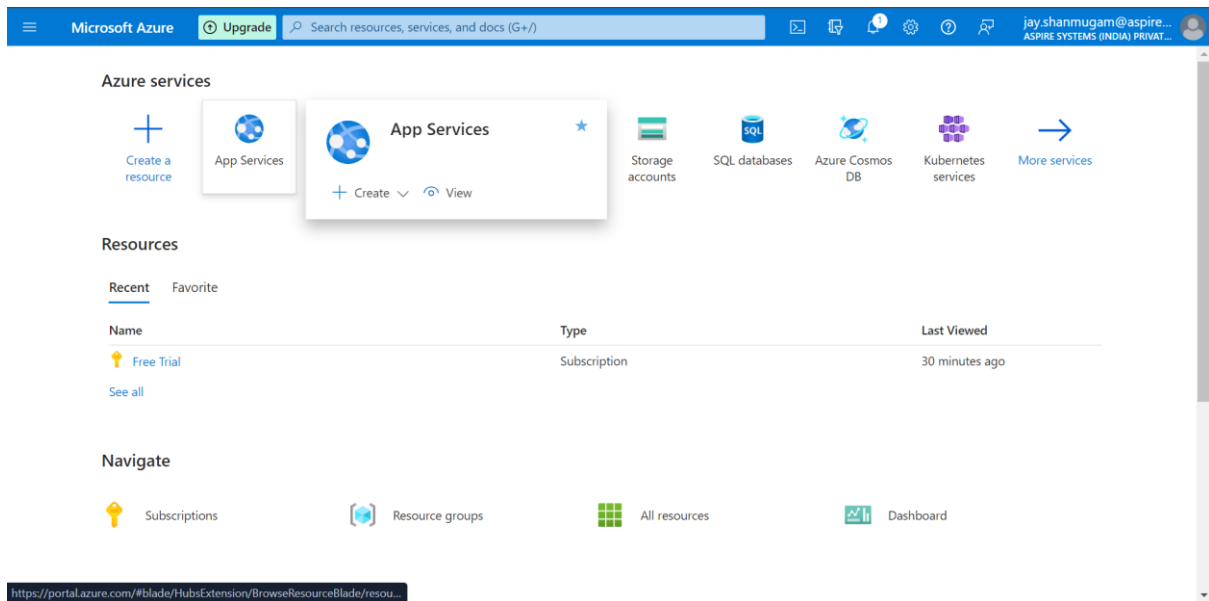 Microsoft Azure
Upgrade
Search resources, services, and docs (G+/)
1
jay.shanmugam@aspire...
ASPIRE SYSTEMS (INDIA) PRIVAT...
Azure services
Create a
resource
App Services
App Services
Create
View
Storage
accounts
SQL
SQL databases
Azure Cosmos
DB
Kubernetes
services
More services
Resources
Recent
Favorite
Name Type Last Viewed
Free Trial Subscription 30 minutes ago
See all
Navigate
Subscriptions
Resource groups
All resources
Dashboard
https://portal.azure.com/#blade/HubsExtension/BrowseResourceBlade/resou...